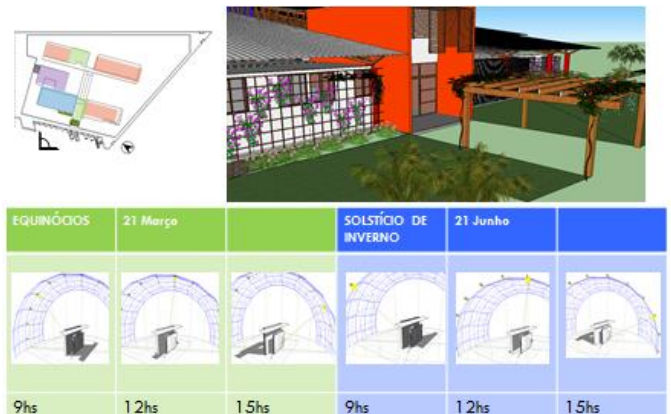 EQUINÓCIOS
21 Março
SOLSTÍCIO DE
INVERNO
21 Junho
9hs
12hs
15hs
9hs
12hs
15hs